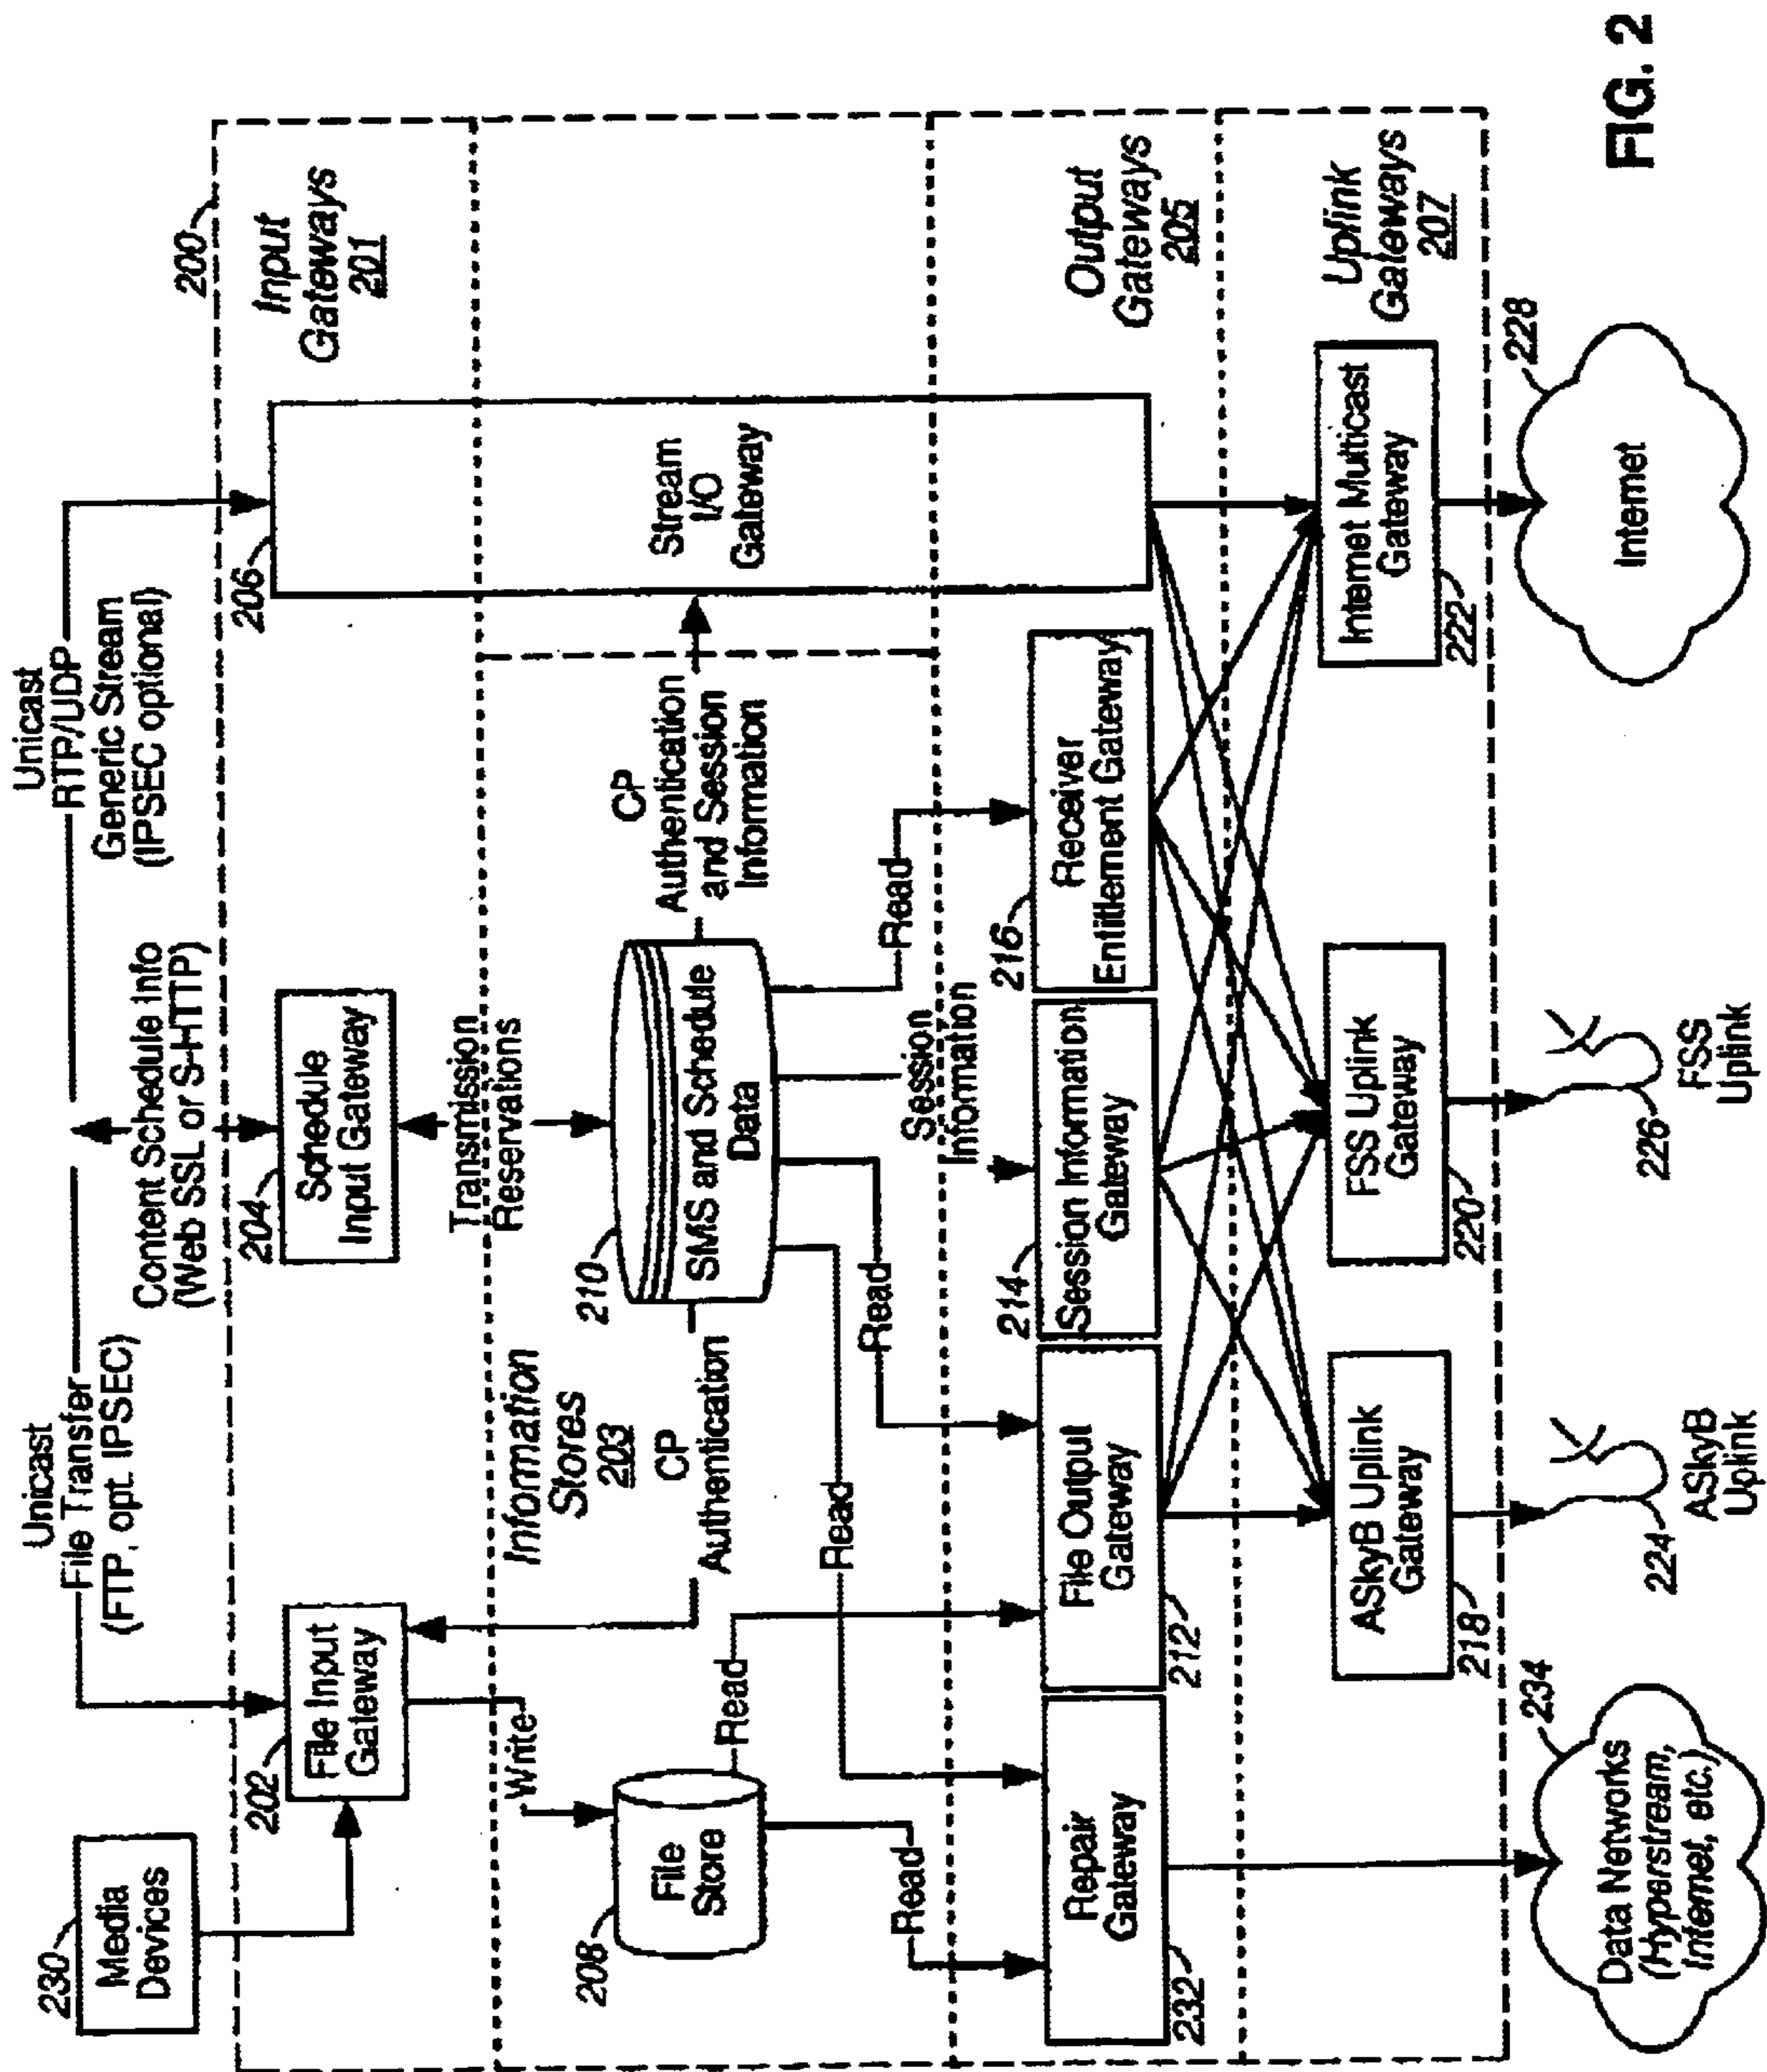 Unicast
File Transfer
(FTP, opt. IPSEC)
Content Schedule Info
(Web SSL or S-HTTP)
Unicast
RTP/UDP
Generic Stream
(IPSEC optional)
230
Media
Devices
202
File Input
Gateway
204
Schedule
Input Gateway
206
Stream
I/O
Gateway
200
Input
Gateways
201
Write
Transmission
Reservations
Information
Stores
203
CP
Authentication
208
File
Store
210
SMS and Schedule
Data
CP
Authentication
and Session
Information
Read
Read
Read
Read
Read
Session
Information
232
Repair
Gateway
212
File Output
Gateway
214
Session Information
Gateway
216
Receiver
Entitlement Gateway
Output
Gateways
205
218
ASkyB Uplink
Gateway
220
FSS Uplink
Gateway
222
Internet Multicast
Gateway
Uplink
Gateways
207
234
Data Networks
(Hyperstream,
Internet, etc.)
224
ASkyB
Uplink
226
FSS
Uplink
228
Internet
FIG. 2